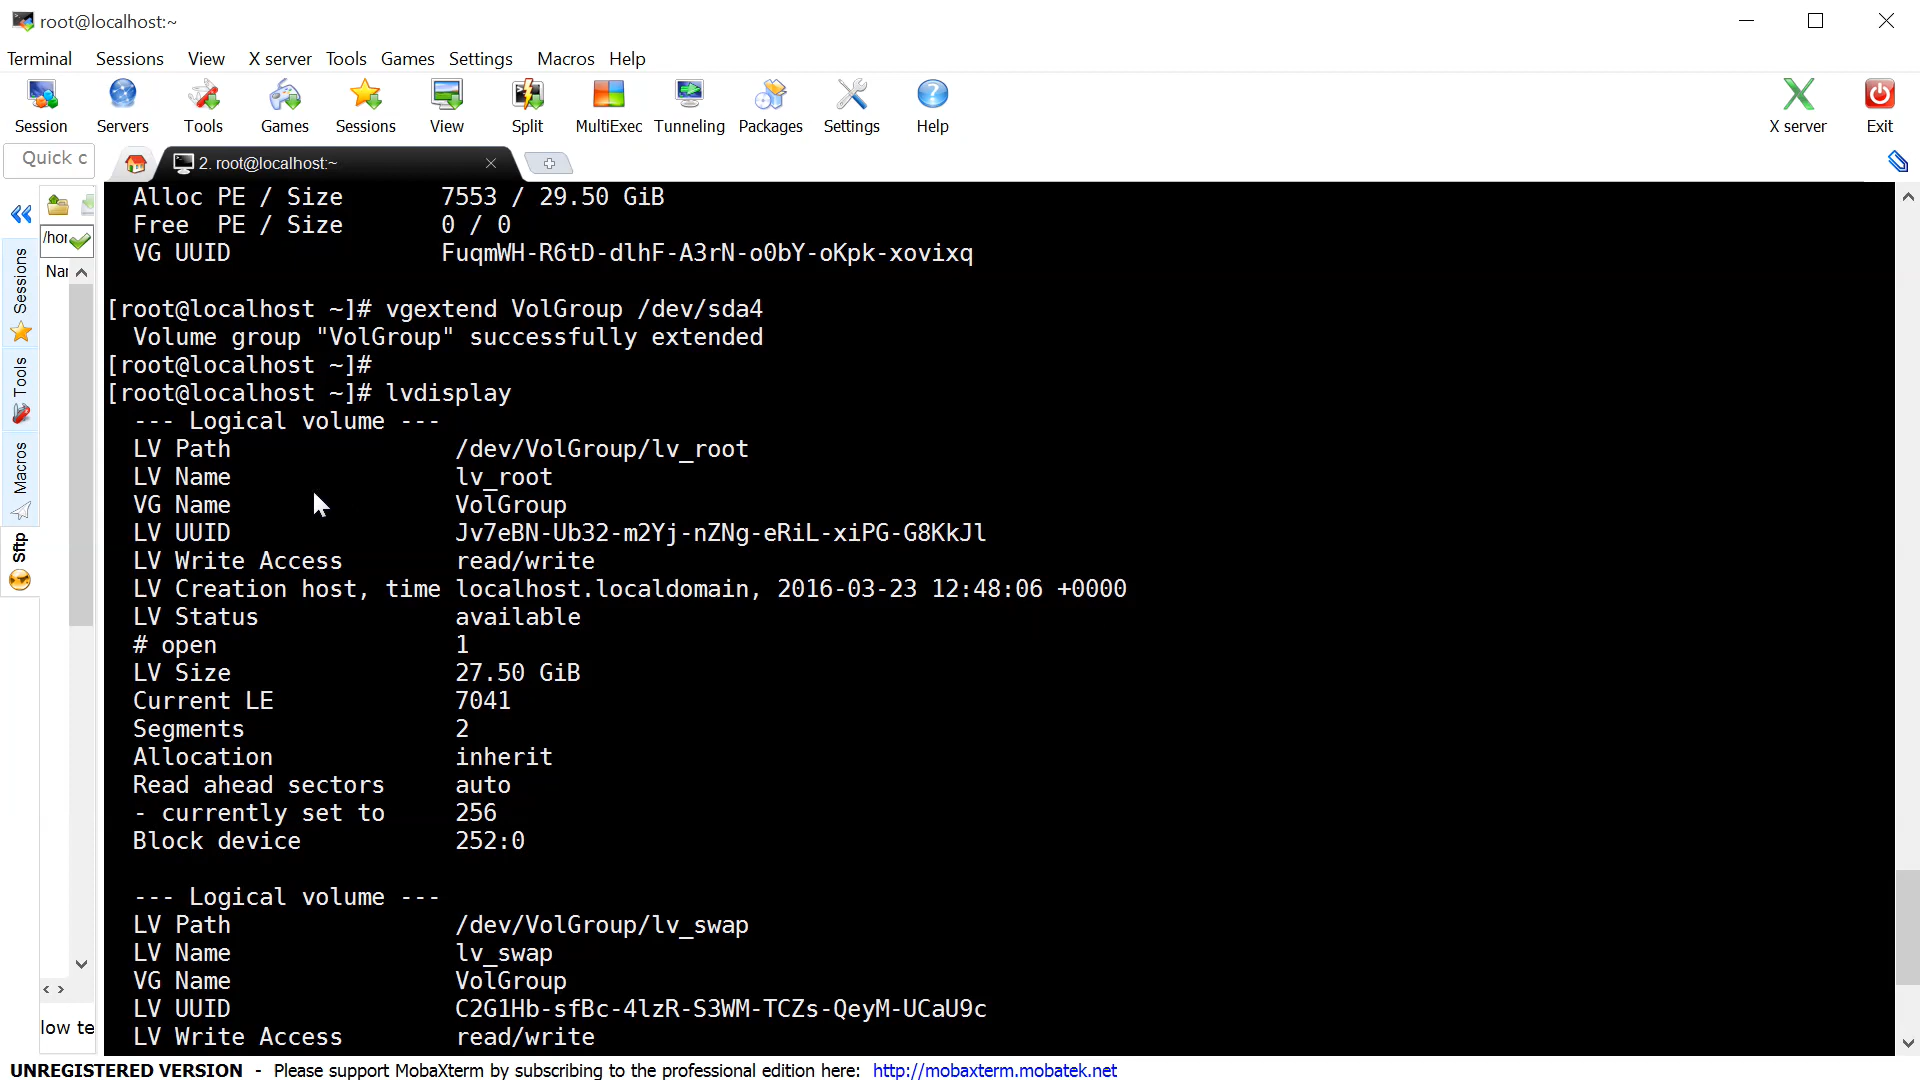 root@localhost:~
Terminal Sessions View X server Tools Games Settings Macros Help
Session Servers Tools Games Sessions View Split MultiExec Tunneling Packages Settings Help X server Exit
Quick c
2. root@localhost:~
/hor
Nar
Sessions
Tools
Macros
Sftp
low te
Alloc PE / Size 7553 / 29.50 GiB
Free PE / Size 0 / 0
VG UUID FuqmWH-R6tD-dlhF-A3rN-o0bY-oKpk-xovixq
[root@localhost ~]# vgextend VolGroup /dev/sda4
Volume group "VolGroup" successfully extended
[root@localhost ~]#
[root@localhost ~]# lvdisplay
--- Logical volume ---
LV Path /dev/VolGroup/lv_root
LV Name lv_root
VG Name VolGroup
LV UUID Jv7eBN-Ub32-m2Yj-nZNg-eRiL-xiPG-G8KkJl
LV Write Access read/write
LV Creation host, time localhost.localdomain, 2016-03-23 12:48:06 +0000
LV Status available
# open 1
LV Size 27.50 GiB
Current LE 7041
Segments 2
Allocation inherit
Read ahead sectors auto
- currently set to 256
Block device 252:0
--- Logical volume ---
LV Path /dev/VolGroup/lv_swap
LV Name lv_swap
VG Name VolGroup
LV UUID C2G1Hb-sfBc-4lzR-S3WM-TCZs-QeyM-UCaU9c
LV Write Access read/write
UNREGISTERED VERSION - Please support MobaXterm by subscribing to the professional edition here: http://mobaxterm.mobatek.net